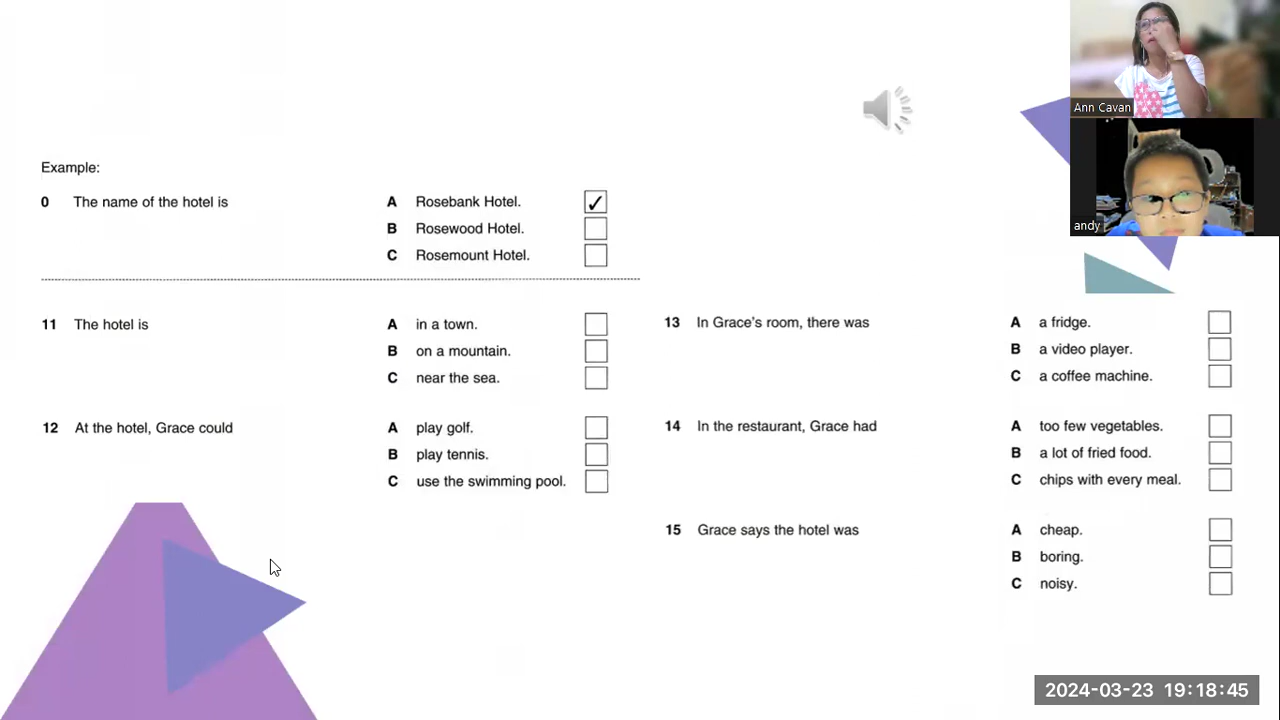 Example:
0 The name of the hotel is
A Rosebank Hotel. ✓
B Rosewood Hotel.
C Rosemount Hotel.
11 The hotel is
A in a town.
B on a mountain.
C near the sea.
12 At the hotel, Grace could
A play golf.
B play tennis.
C use the swimming pool.
13 In Grace's room, there was
A a fridge.
B a video player.
C a coffee machine.
14 In the restaurant, Grace had
A too few vegetables.
B a lot of fried food.
C chips with every meal.
15 Grace says the hotel was
A cheap.
B boring.
C noisy.
Ann Cavan
andy
2024-03-23 19:18:45